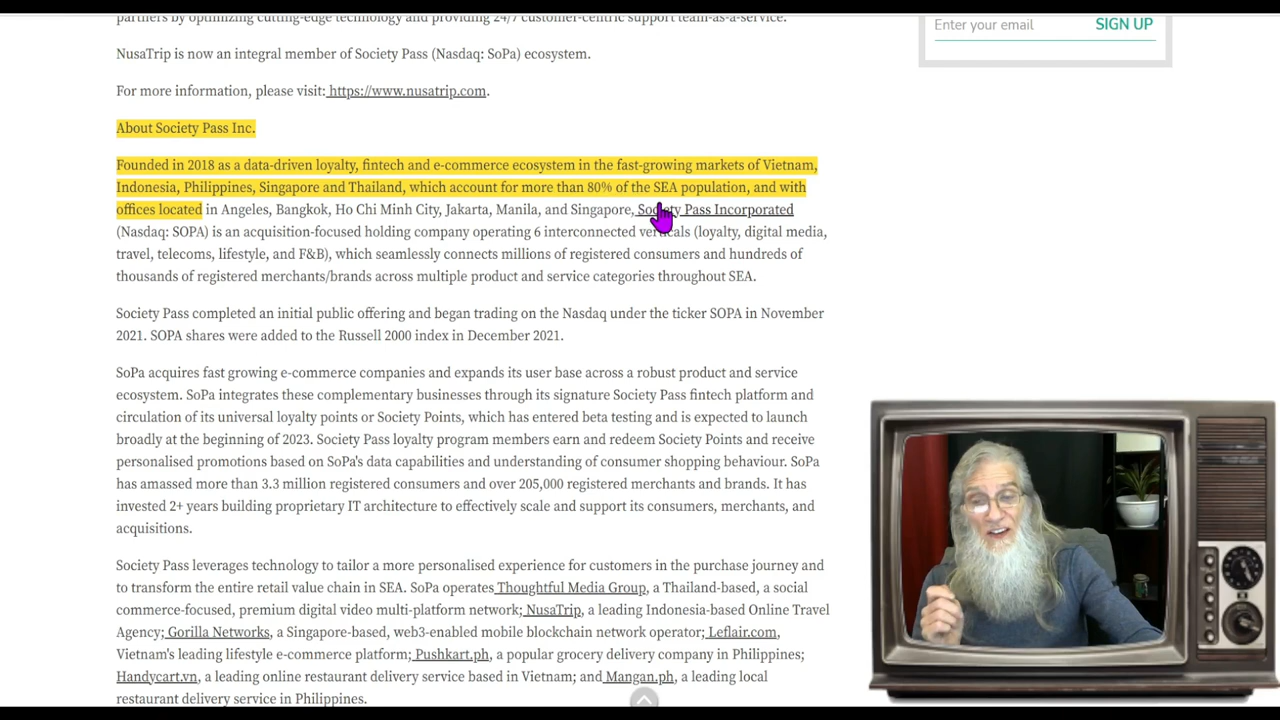 partners by optimizing cutting-edge technology and providing 24/7 customer-centric support team-as-a-service.
Enter your email
SIGN UP
NusaTrip is now an integral member of Society Pass (Nasdaq: SoPa) ecosystem.
For more information, please visit: https://www.nusatrip.com.
About Society Pass Inc.
Founded in 2018 as a data-driven loyalty, fintech and e-commerce ecosystem in the fast-growing markets of Vietnam,
Indonesia, Philippines, Singapore and Thailand, which account for more than 80% of the SEA population, and with
offices located in Angeles, Bangkok, Ho Chi Minh City, Jakarta, Manila, and Singapore, Society Pass Incorporated
(Nasdaq: SOPA) is an acquisition-focused holding company operating 6 interconnected verticals (loyalty, digital media,
travel, telecoms, lifestyle, and F&B), which seamlessly connects millions of registered consumers and hundreds of
thousands of registered merchants/brands across multiple product and service categories throughout SEA.
Society Pass completed an initial public offering and began trading on the Nasdaq under the ticker SOPA in November
2021. SOPA shares were added to the Russell 2000 index in December 2021.
SoPa acquires fast growing e-commerce companies and expands its user base across a robust product and service
ecosystem. SoPa integrates these complementary businesses through its signature Society Pass fintech platform and
circulation of its universal loyalty points or Society Points, which has entered beta testing and is expected to launch
broadly at the beginning of 2023. Society Pass loyalty program members earn and redeem Society Points and receive
personalised promotions based on SoPa's data capabilities and understanding of consumer shopping behaviour. SoPa
has amassed more than 3.3 million registered consumers and over 205,000 registered merchants and brands. It has
invested 2+ years building proprietary IT architecture to effectively scale and support its consumers, merchants, and
acquisitions.
Society Pass leverages technology to tailor a more personalised experience for customers in the purchase journey and
to transform the entire retail value chain in SEA. SoPa operates Thoughtful Media Group, a Thailand-based, a social
commerce-focused, premium digital video multi-platform network; NusaTrip, a leading Indonesia-based Online Travel
Agency; Gorilla Networks, a Singapore-based, web3-enabled mobile blockchain network operator; Leflair.com,
Vietnam's leading lifestyle e-commerce platform; Pushkart.ph, a popular grocery delivery company in Philippines;
Handycart.vn, a leading online restaurant delivery service based in Vietnam; and Mangan.ph, a leading local
restaurant delivery service in Philippines.